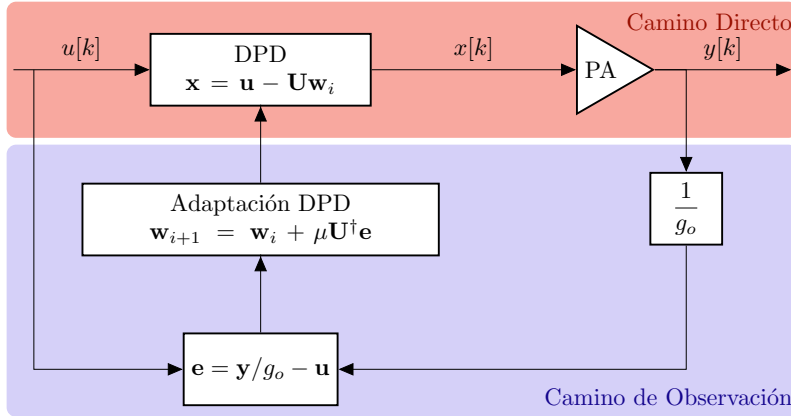 Camino Directo
u[k]
DPD
x = u − Uw_i
x[k]
PA
y[k]
Adaptación DPD
w_{i+1} = w_i + μU†e
1
g_o
e = y/g_o − u
Camino de Observación